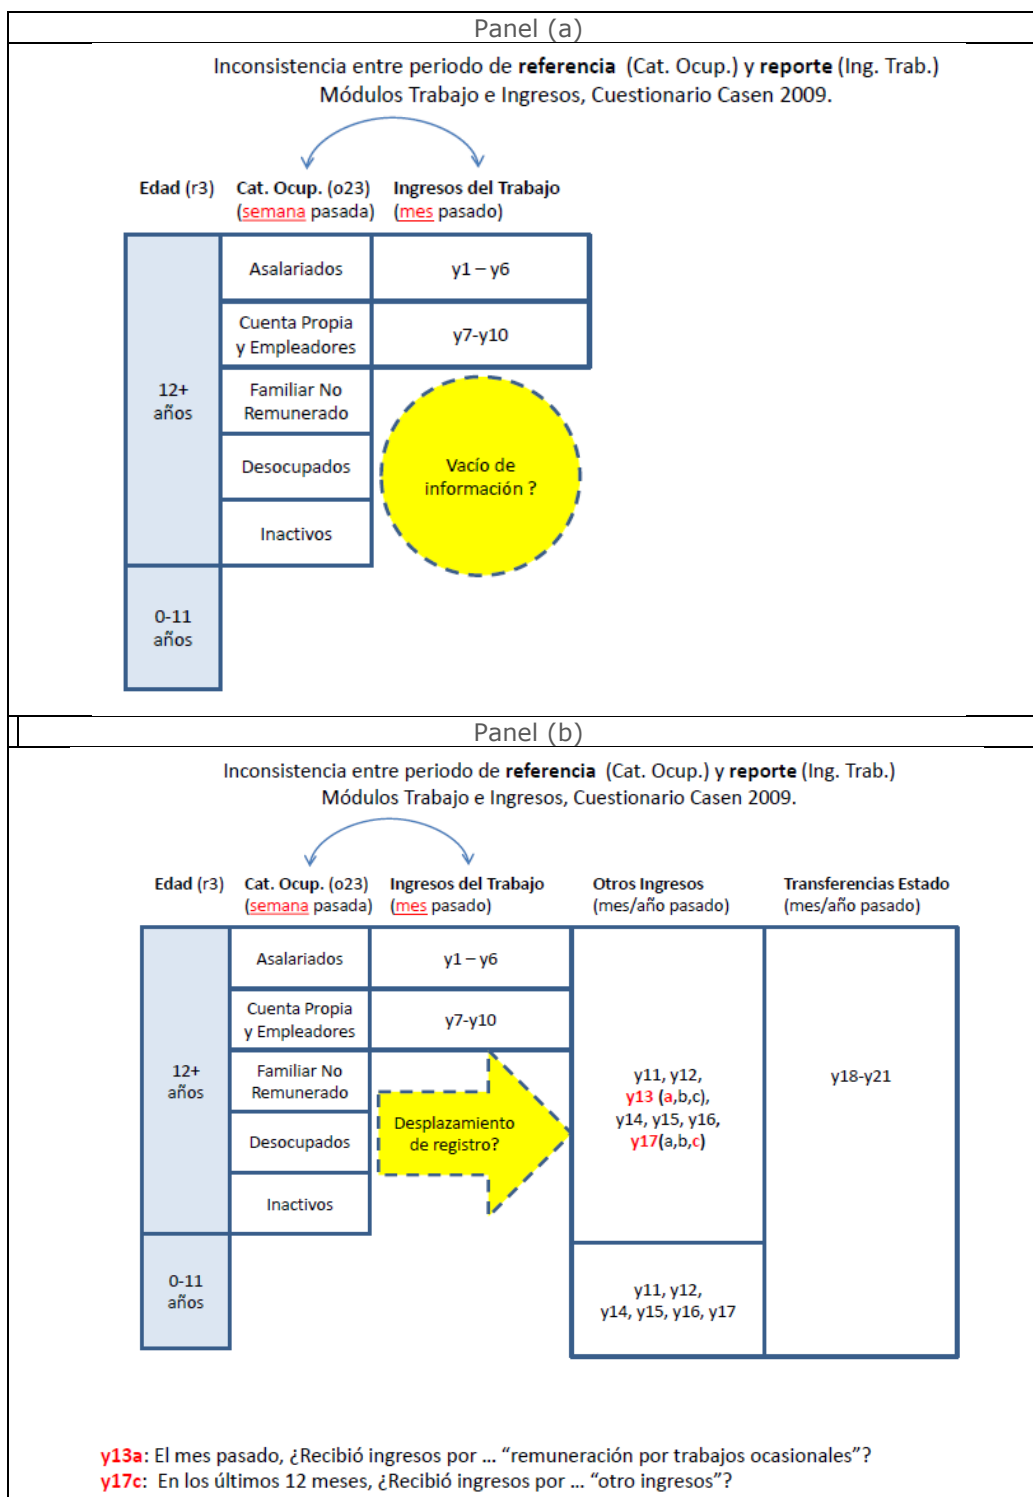 Panel (a)
Inconsistencia entre periodo de referencia (Cat. Ocup.) y reporte (Ing. Trab.)
Módulos Trabajo e Ingresos, Cuestionario Casen 2009.
Edad (r3) Cat. Ocup. (o23) Ingresos del Trabajo
(semana pasada) (mes pasado)
Asalariados y1 – y6
Cuenta Propia
y Empleadores
y7-y10
12+
años
Familiar No
Remunerado
Desocupados
Vacío de
información ?
Inactivos
0-11
años
Panel (b)
Inconsistencia entre periodo de referencia (Cat. Ocup.) y reporte (Ing. Trab.)
Módulos Trabajo e Ingresos, Cuestionario Casen 2009.
Edad (r3) Cat. Ocup. (o23) Ingresos del Trabajo Otros Ingresos Transferencias Estado
(semana pasada) (mes pasado) (mes/año pasado) (mes/año pasado)
Asalariados y1 – y6
Cuenta Propia
y Empleadores
y7-y10
12+
años
Familiar No
Remunerado
Desocupados
Inactivos
Desplazamiento
de registro?
y11, y12,
y13 (a,b,c),
y14, y15, y16,
y17(a,b,c)
y18-y21
0-11
años
y11, y12,
y14, y15, y16, y17
y13a: El mes pasado, ¿Recibió ingresos por ... “remuneración por trabajos ocasionales”?
y17c: En los últimos 12 meses, ¿Recibió ingresos por ... “otro ingresos”?